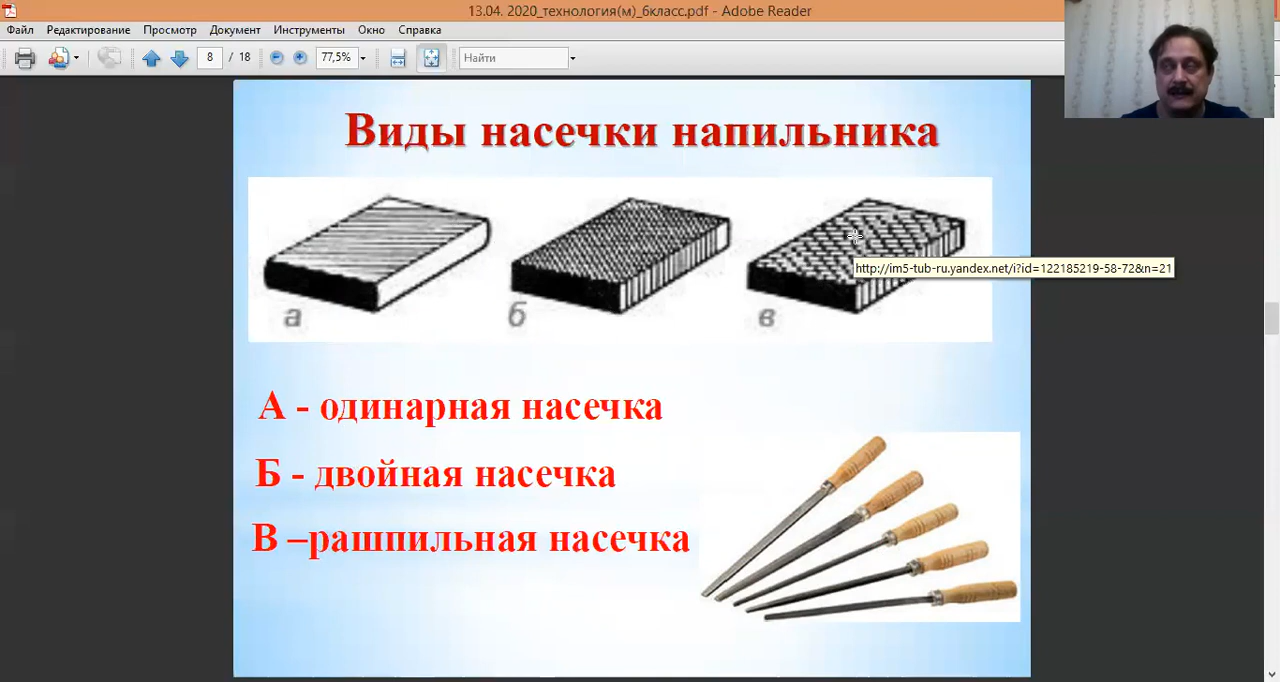 13.04. 2020_технология(м)_6класс.pdf - Adobe Reader
Файл Редактирование Просмотр Документ Инструменты Окно Справка
8 / 18 77,5% Найти
Виды насечки напильника
а б в
http://im5-tub-ru.yandex.net/i?id=122185219-58-72&n=21
А - одинарная насечка
Б - двойная насечка
В –рашпильная насечка